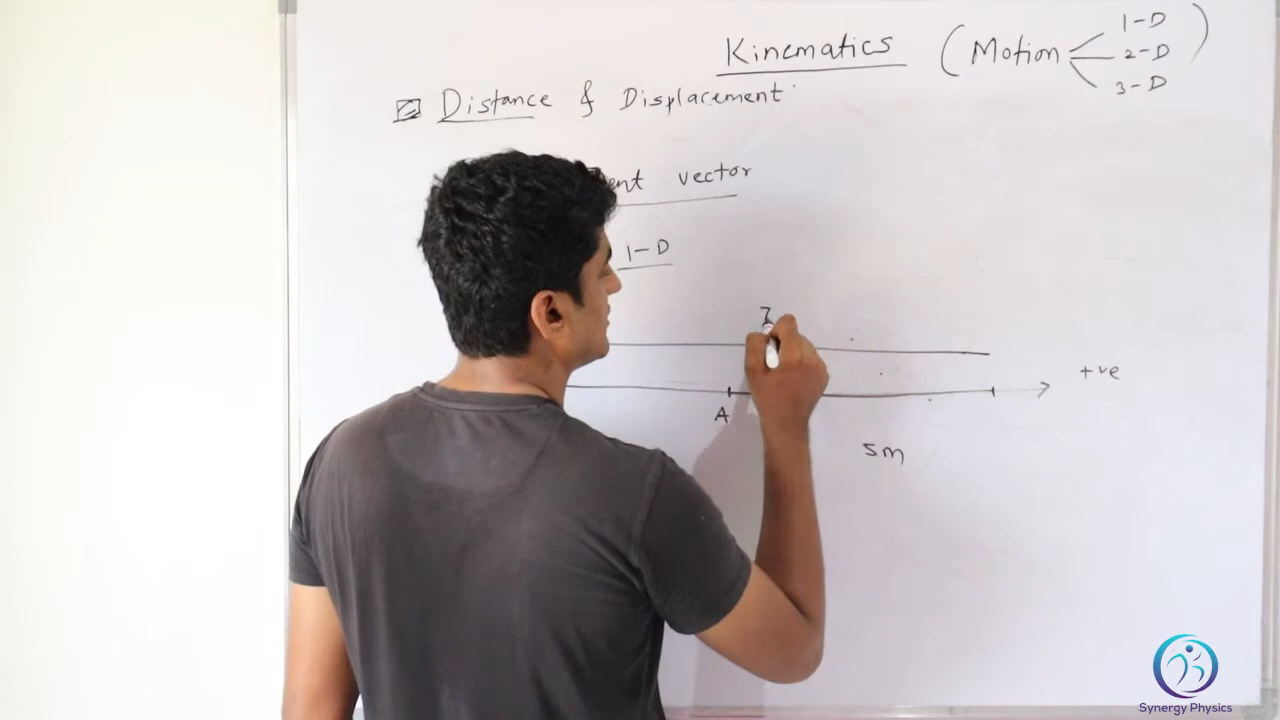 Kinematics (Motion 1-D
2-D
3-D)
Distance & Displacement
vector
1-D
+ve
A
5m
Synergy Physics